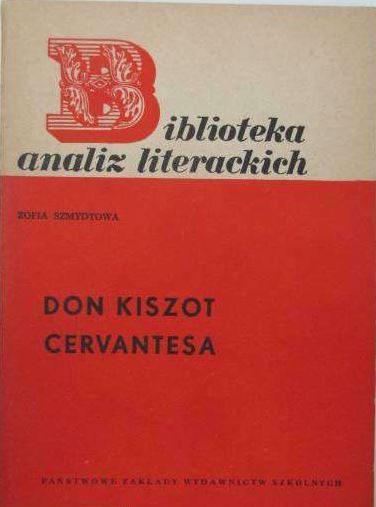 Biblioteka
analiz literackich
ZOFIA SZMYDTOWA
DON KISZOT
CERVANTESA
PAŃSTWOWE ZAKŁADY WYDAWNICTW SZKOLNYCH